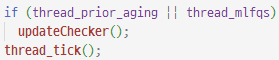 if (thread_prior_aging || thread_mlfqs)
  updateChecker();
thread_tick();